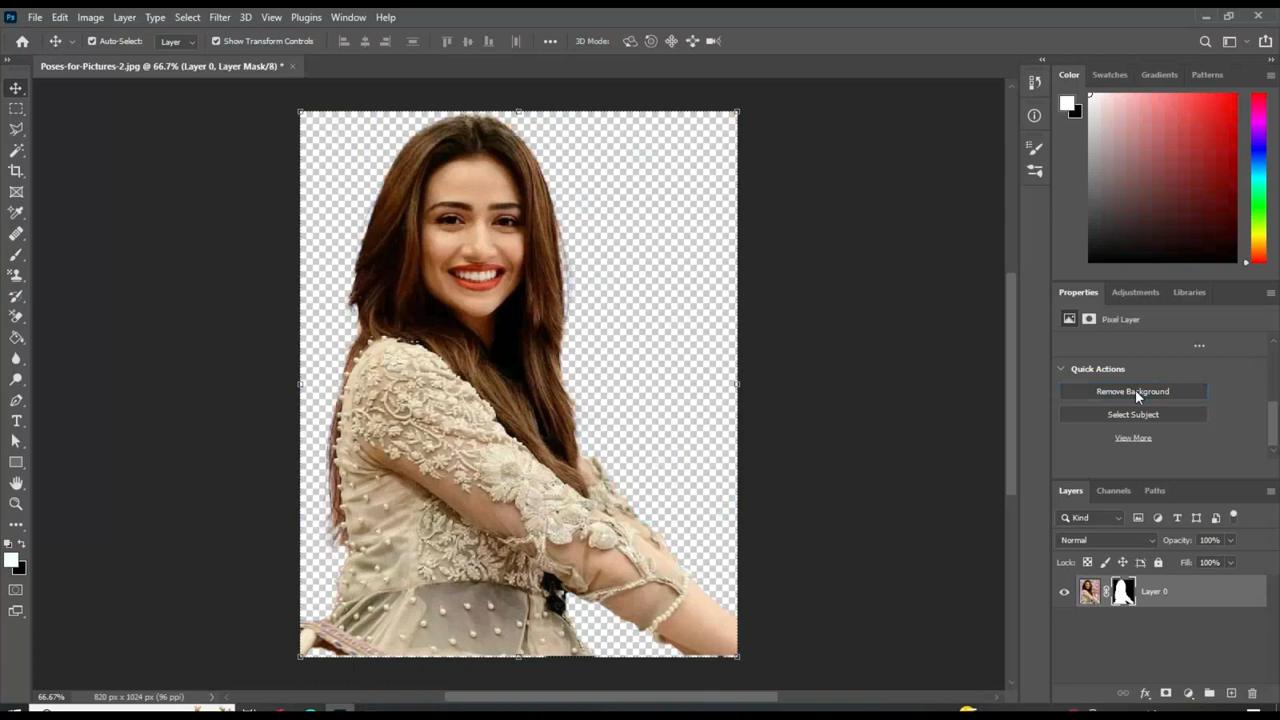 Ps File Edit Image Layer Type Select Filter 3D View Plugins Window Help
Auto-Select: Layer Show Transform Controls 3D Mode:
Poses-for-Pictures-2.jpg @ 66.7% (Layer 0, Layer Mask/8) *
Color Swatches Gradients Patterns
Properties Adjustments Libraries
Pixel Layer
Quick Actions
Remove Background
Select Subject
View More
Layers Channels Paths
Kind
Normal Opacity: 100%
Lock: Fill: 100%
Layer 0
66.67% 820 px x 1024 px (96 ppi)